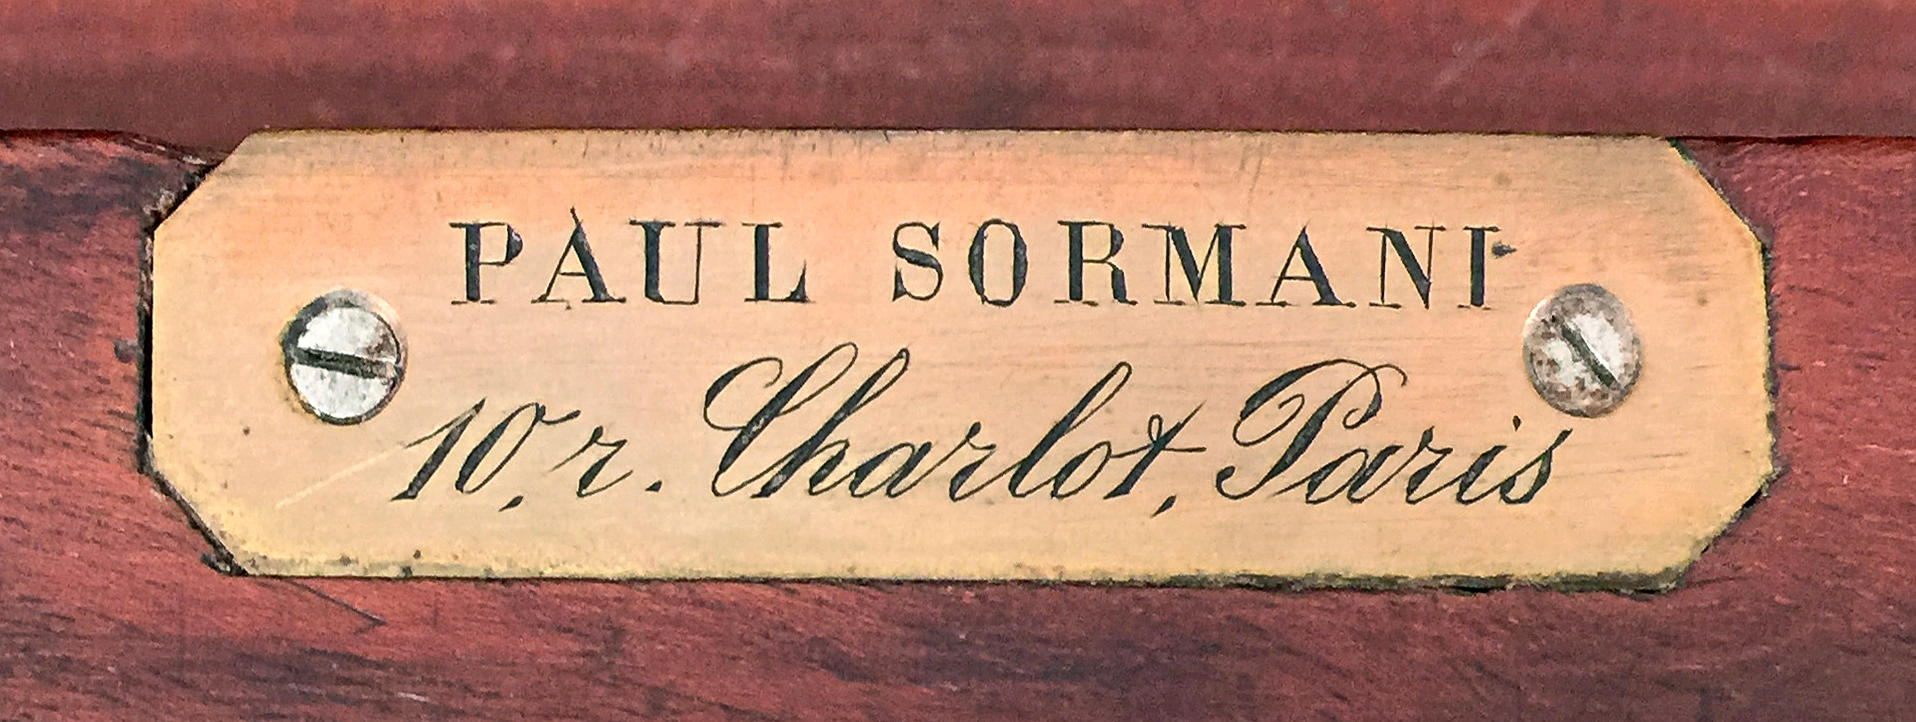 PAUL SORMANI
10, r. Charlot, Paris